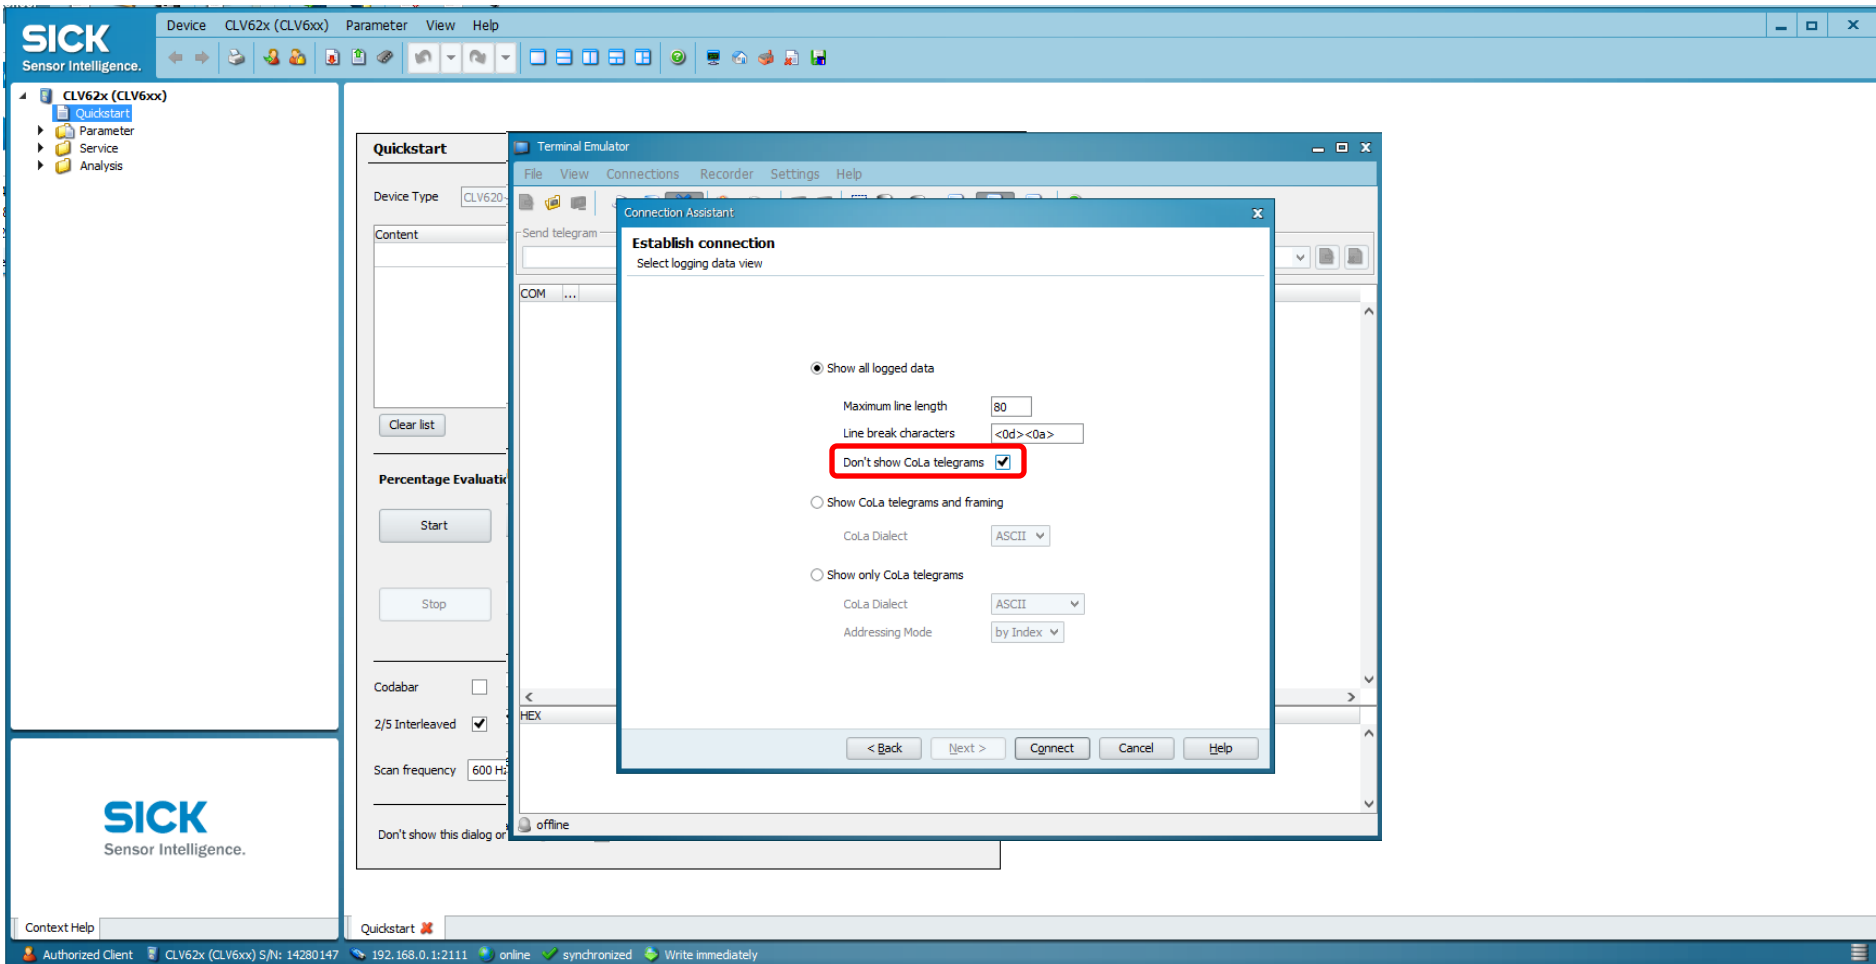 SICK
Sensor Intelligence.
Device CLV62x (CLV6xx) Parameter View Help
CLV62x (CLV6xx)
Quickstart
Parameter
Service
Analysis
Quickstart
Device Type CLV620-
Content
Clear list
Percentage Evaluatio
Start
Stop
Codabar
2/5 Interleaved
Scan frequency 600 Hz
Don't show this dialog or
Terminal Emulator
File View Connections Recorder Settings Help
Send telegram
COM ...
HEX
offline
Connection Assistant
Establish connection
Select logging data view
Show all logged data
Maximum line length 80
Line break characters <0d><0a>
Don't show CoLa telegrams
Show CoLa telegrams and framing
CoLa Dialect ASCII
Show only CoLa telegrams
CoLa Dialect ASCII
Addressing Mode by Index
< Back Next > Connect Cancel Help
SICK
Sensor Intelligence.
Context Help
Quickstart
Authorized Client CLV62x (CLV6xx) S/N: 14280147 192.168.0.1:2111 online synchronized Write immediately